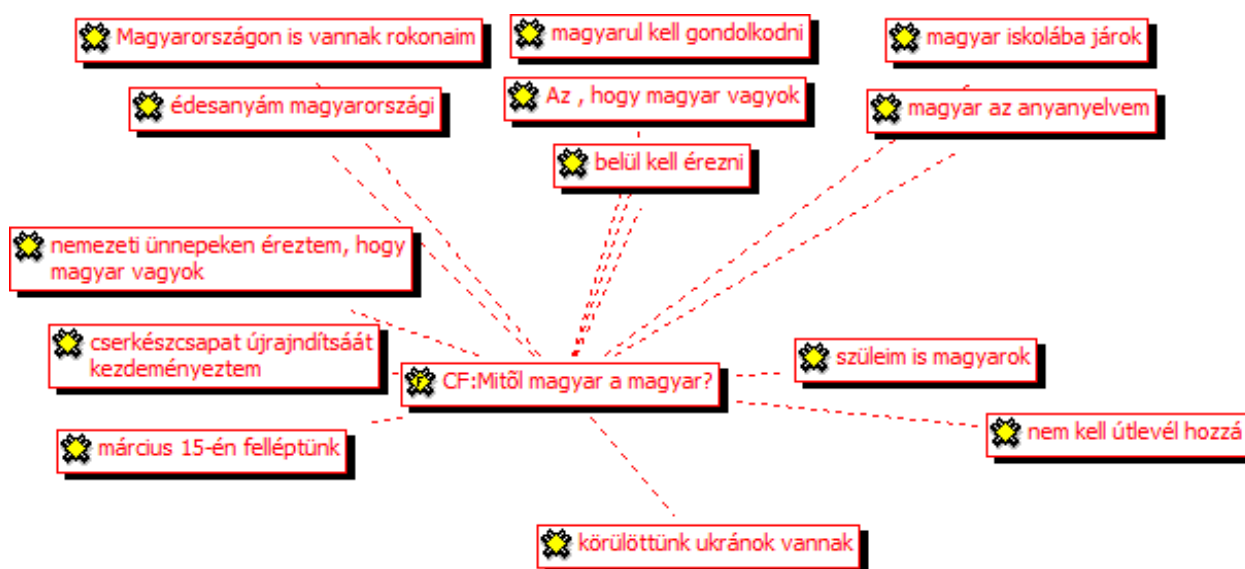 Magyarországon is vannak rokonaim
magyarul kell gondolkodni
magyar iskolába járok
édesanyám magyarországi
Az , hogy magyar vagyok
magyar az anyanyelvem
belül kell érezni
nemezeti ünnepeken éreztem, hogy
magyar vagyok
cserkészcsapat újrajndítsáát
kezdeményeztem
CF:Mitõl magyar a magyar?
szüleim is magyarok
március 15-én felléptünk
nem kell útlevél hozzá
körülöttünk ukránok vannak